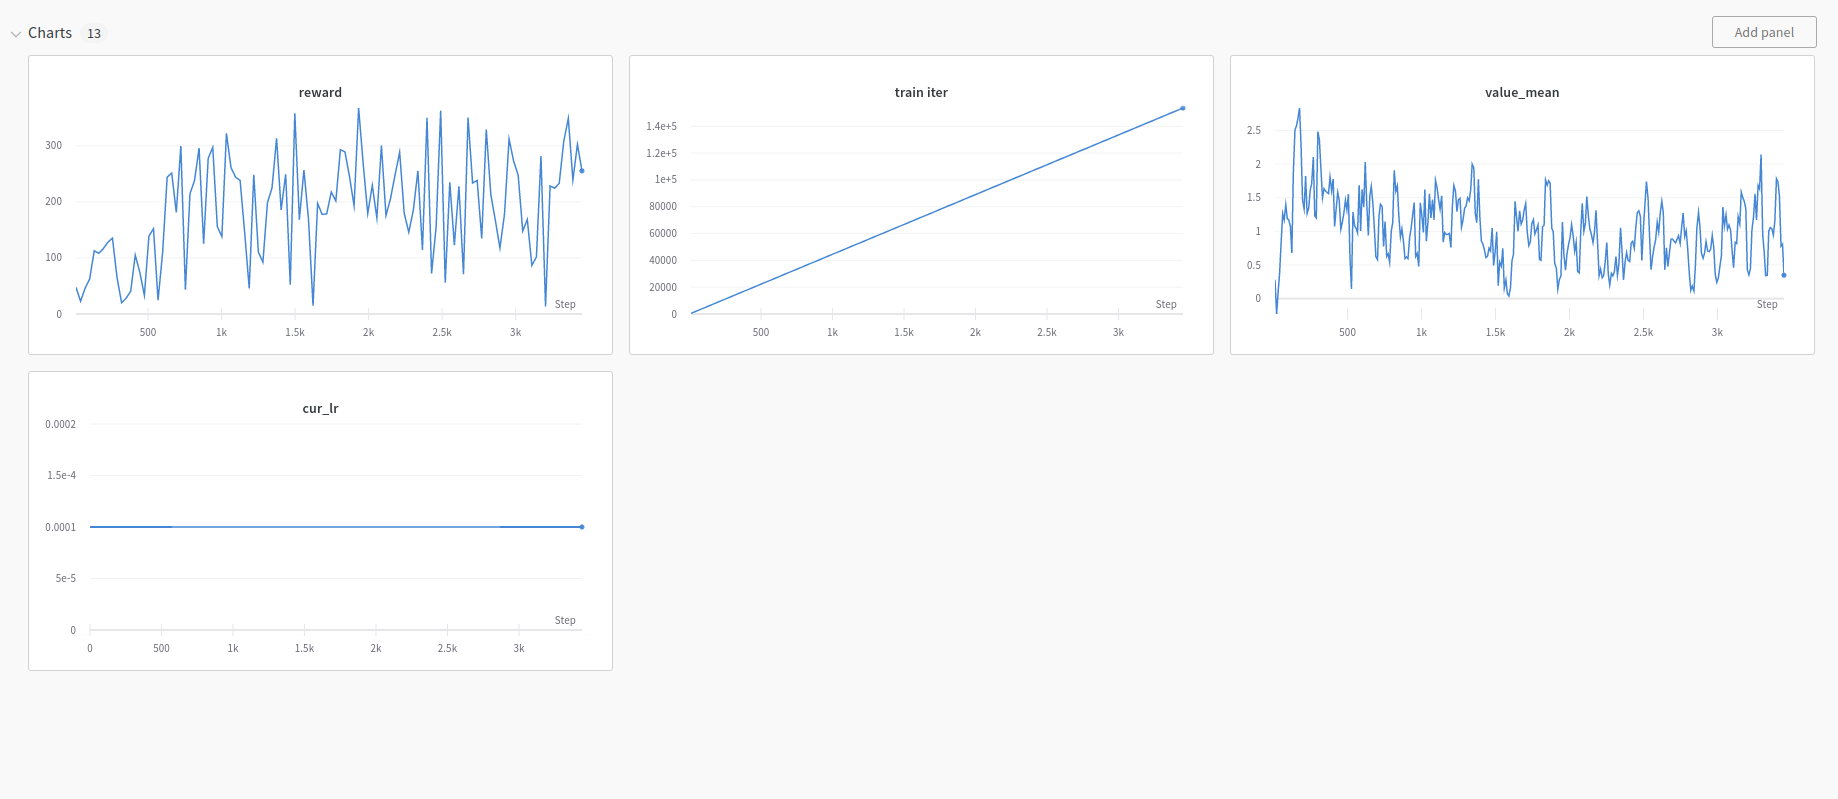 Charts 13
Add panel
reward
300
200
100
0
Step
500 1k 1.5k 2k 2.5k 3k
train iter
1.4e+5
1.2e+5
1e+5
80000
60000
40000
20000
0
Step
500 1k 1.5k 2k 2.5k 3k
value_mean
2.5
2
1.5
1
0.5
0
Step
500 1k 1.5k 2k 2.5k 3k
cur_lr
0.0002
1.5e-4
0.0001
5e-5
0
Step
0 500 1k 1.5k 2k 2.5k 3k